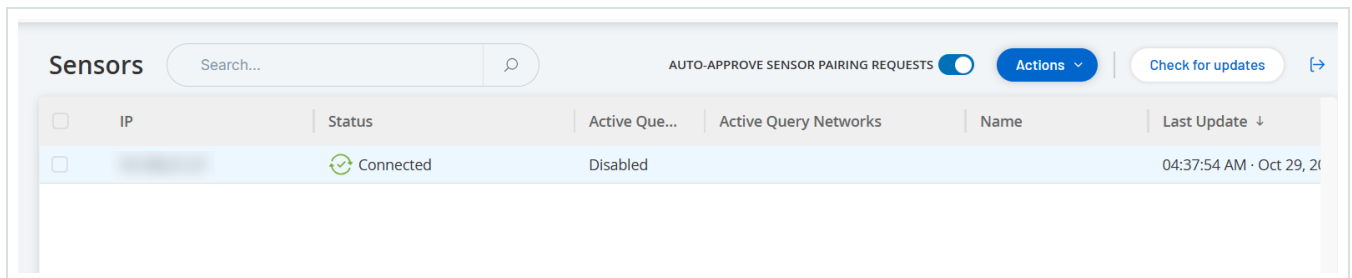 Sensors Search... AUTO-APPROVE SENSOR PAIRING REQUESTS Actions Check for updates
IP Status Active Que... Active Query Networks Name Last Update ↓
Connected Disabled 04:37:54 AM · Oct 29, 20